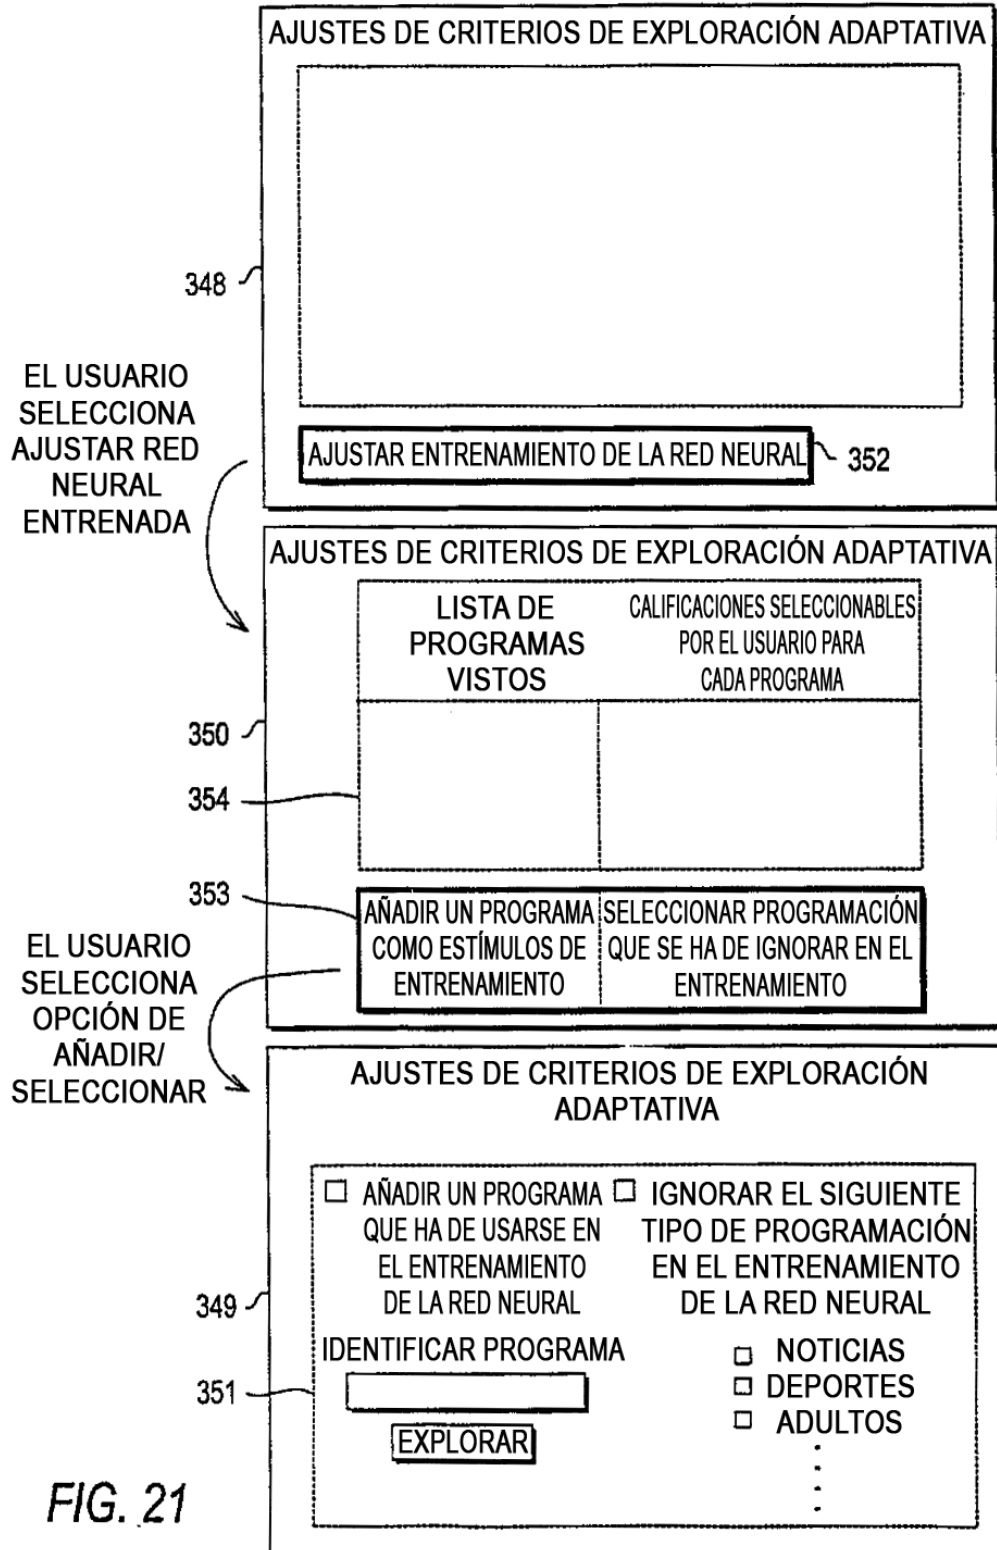 AJUSTES DE CRITERIOS DE EXPLORACIÓN ADAPTATIVA
348
EL USUARIO
SELECCIONA
AJUSTAR RED
NEURAL
ENTRENADA
AJUSTAR ENTRENAMIENTO DE LA RED NEURAL
352
AJUSTES DE CRITERIOS DE EXPLORACIÓN ADAPTATIVA
LISTA DE
PROGRAMAS
VISTOS
CALIFICACIONES SELECCIONABLES
POR EL USUARIO PARA
CADA PROGRAMA
350
354
353
AÑADIR UN PROGRAMA
COMO ESTÍMULOS DE
ENTRENAMIENTO
SELECCIONAR PROGRAMACIÓN
QUE SE HA DE IGNORAR EN EL
ENTRENAMIENTO
EL USUARIO
SELECCIONA
OPCIÓN DE
AÑADIR/
SELECCIONAR
AJUSTES DE CRITERIOS DE EXPLORACIÓN
ADAPTATIVA
AÑADIR UN PROGRAMA
QUE HA DE USARSE EN
EL ENTRENAMIENTO
DE LA RED NEURAL
IGNORAR EL SIGUIENTE
TIPO DE PROGRAMACIÓN
EN EL ENTRENAMIENTO
DE LA RED NEURAL
349
IDENTIFICAR PROGRAMA
351
EXPLORAR
NOTICIAS
DEPORTES
ADULTOS
FIG. 21